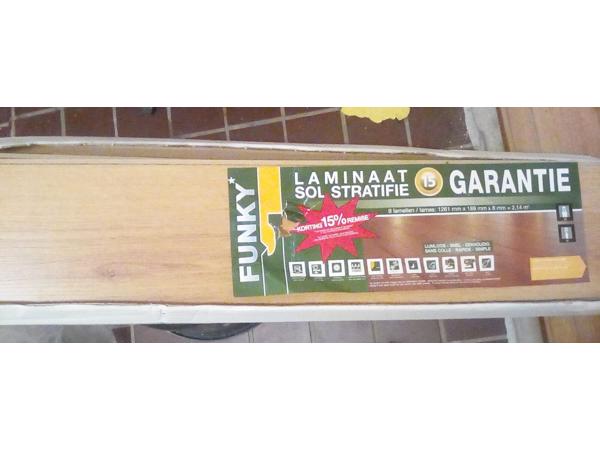 FUNKY
LAMINAAT
SOL STRATIFIE
15
GARANTIE
9 lamellen / lames: 1261 mm x 189 mm x 8 mm = 2,14 m²
KORTING 15% REMISE
LIJMLOOS - SNEL - EENVOUDIG
SANS COLLE - RAPIDE - SIMPLE